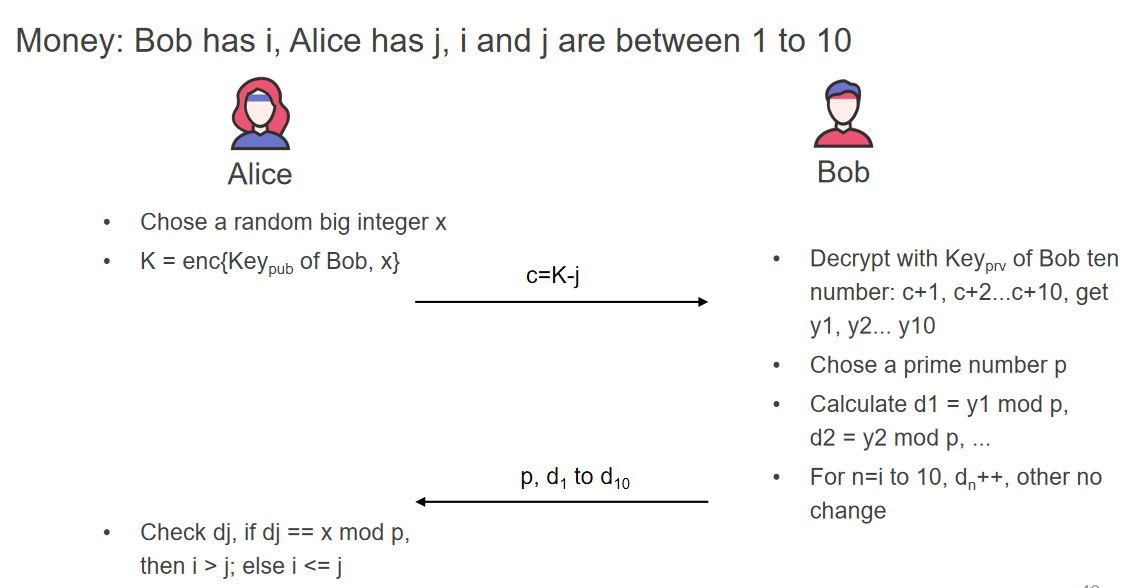 Money: Bob has i, Alice has j, i and j are between 1 to 10
Alice
Bob
• Chose a random big integer x
• K = enc{Keypub of Bob, x}
c=K-j
• Decrypt with Keyprv of Bob ten
number: c+1, c+2...c+10, get
y1, y2... y10
• Chose a prime number p
• Calculate d1 = y1 mod p,
d2 = y2 mod p, ...
p, d1 to d10
• For n=i to 10, dn++, other no
change
• Check dj, if dj == x mod p,
then i > j; else i <= j